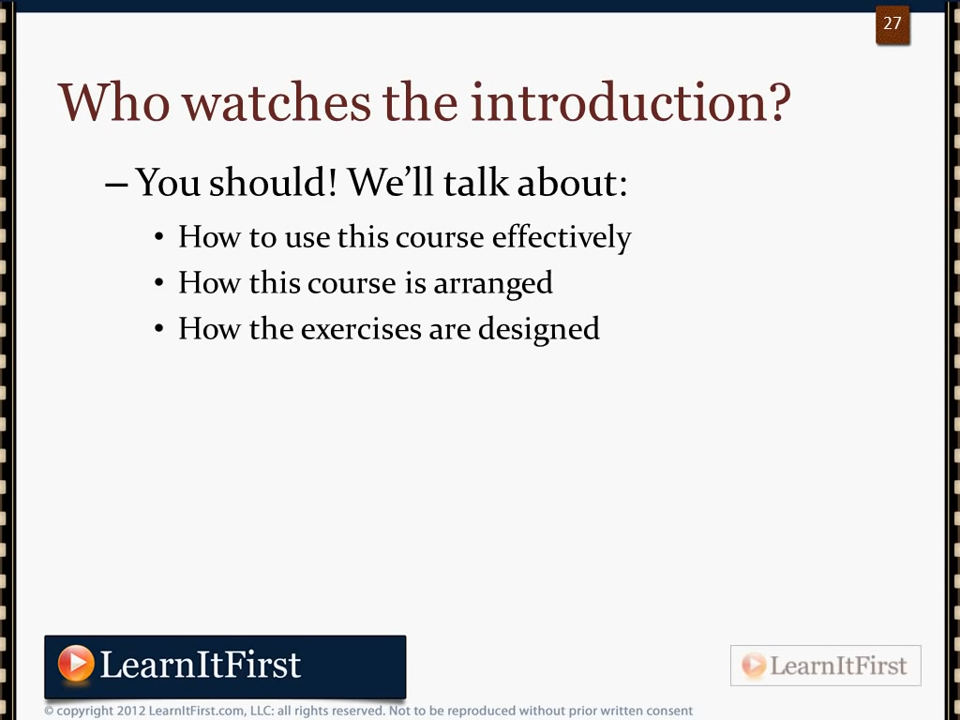 27
Who watches the introduction?
– You should! We’ll talk about:
• How to use this course effectively
• How this course is arranged
• How the exercises are designed
LearnItFirst
LearnItFirst
© copyright 2012 LearnItFirst.com, LLC: all rights reserved. Not to be reproduced without prior written consent